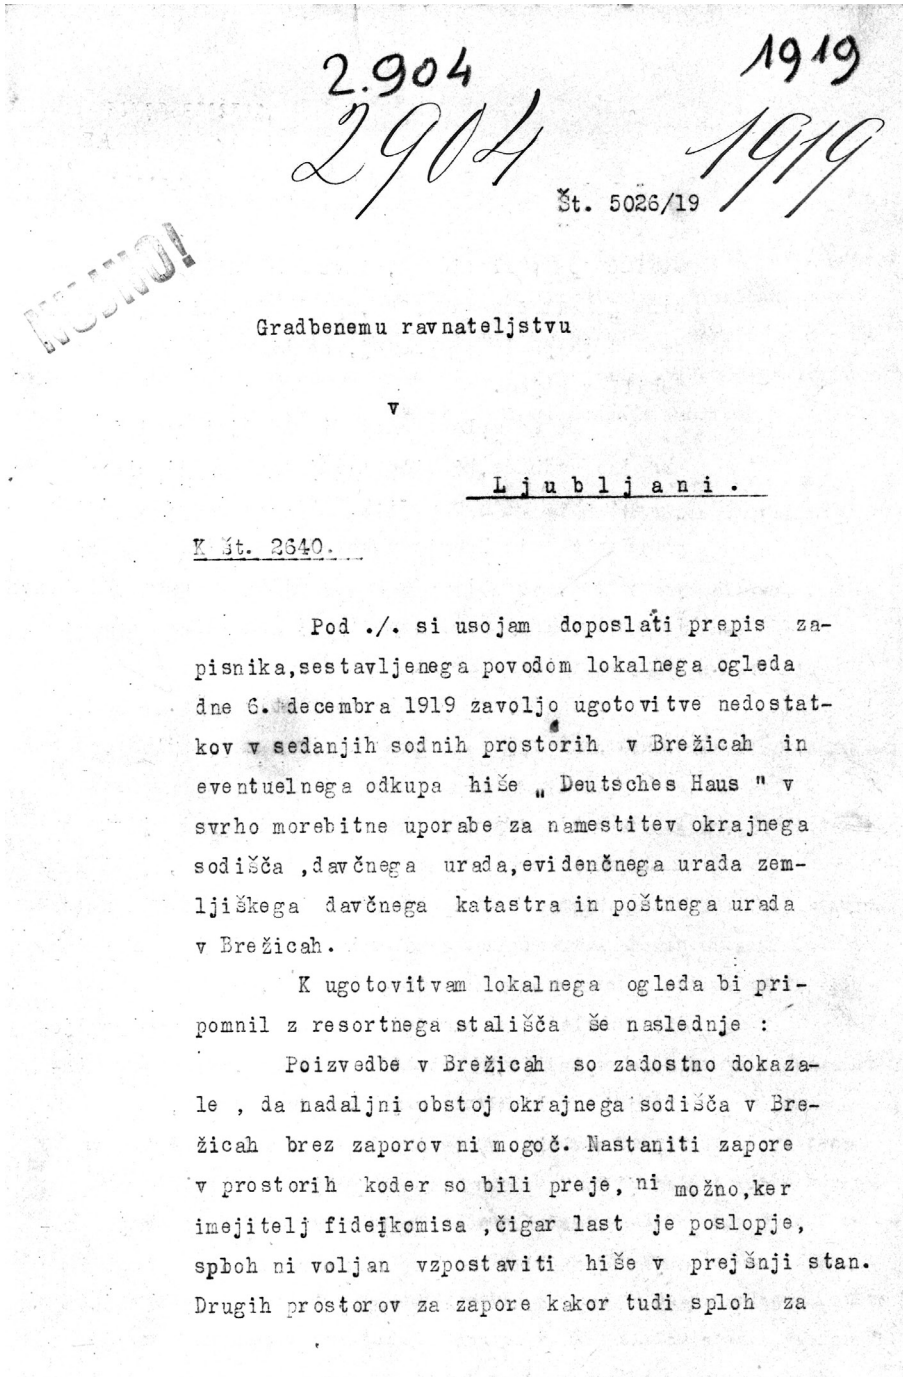 2.904 1919
2904 1919
Št. 5026/19
NUJNO!
Gradbenemu ravnateljstvu
v
Ljubljani.
K št. 2640.
Pod ./. si usojam doposlati prepis za-
pisnika,sestavljenega povodom lokalnega ogleda
dne 6. decembra 1919 zavoljo ugotovitve nedostat-
kov v sedanjih sodnih prostorih v Brežicah in
eventuelnega odkupa hiše „ Deutsches Haus " v
svrho morebitne uporabe za namestitev okrajnega
sodišča ,davčnega urada,evidenčnega urada zem-
ljiškega davčnega katastra in poštnega urada
v Brežicah.
K ugotovitvam lokalnega ogleda bi pri-
pomnil z resortnega stališča še naslednje :
Poizvedbe v Brežicah so zadostno dokaza-
le , da nadaljni obstoj okrajnega sodišča v Bre-
žicah brez zaporov ni mogoč. Nastaniti zapore
v prostorih koder so bili preje, ni možno,ker
imejitelj fidejkomisa ,čigar last je poslopje,
sploh ni voljan vzpostaviti hiše v prejšnji stan.
Drugih prostorov za zapore kakor tudi sploh za